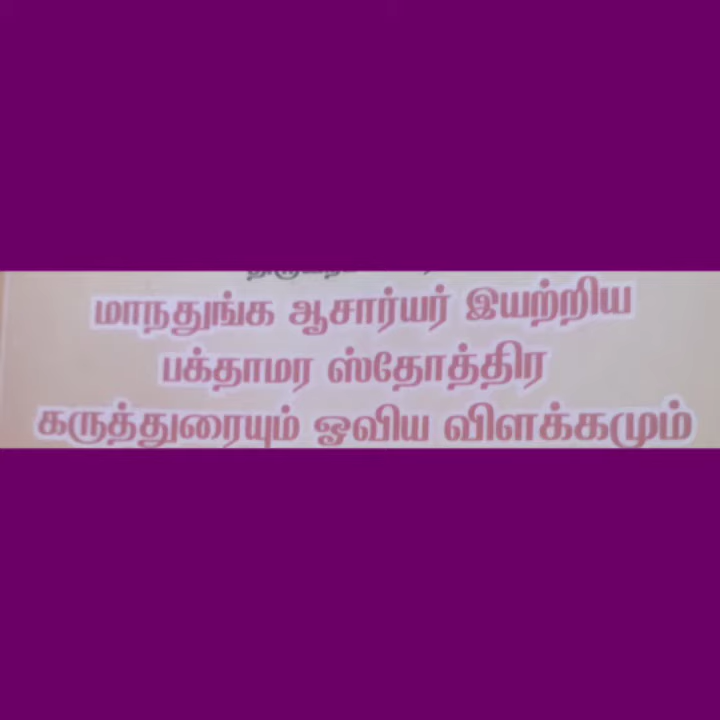 மாநதுங்க ஆசார்யர் இயற்றிய
பக்தாமர ஸ்தோத்திர
கருத்துரையும் ஓவிய விளக்கமும்